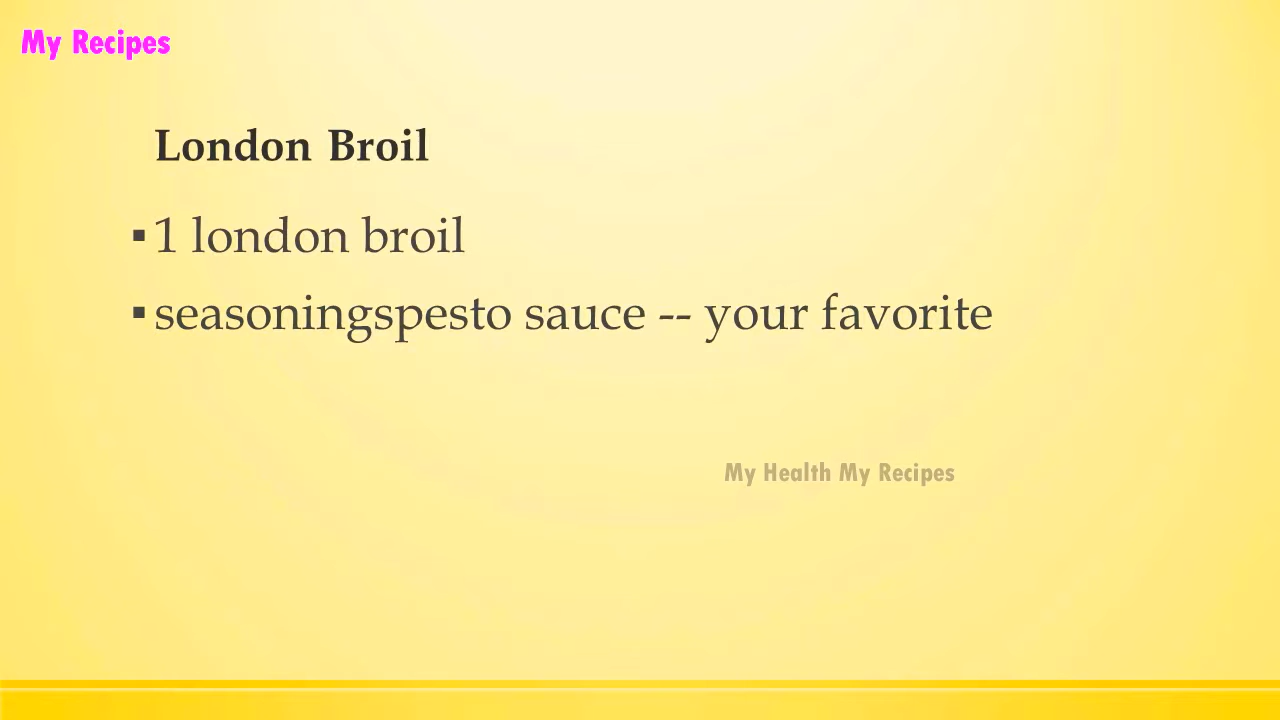 My Recipes
London Broil
▪1 london broil
▪seasoningspesto sauce -- your favorite
My Health My Recipes